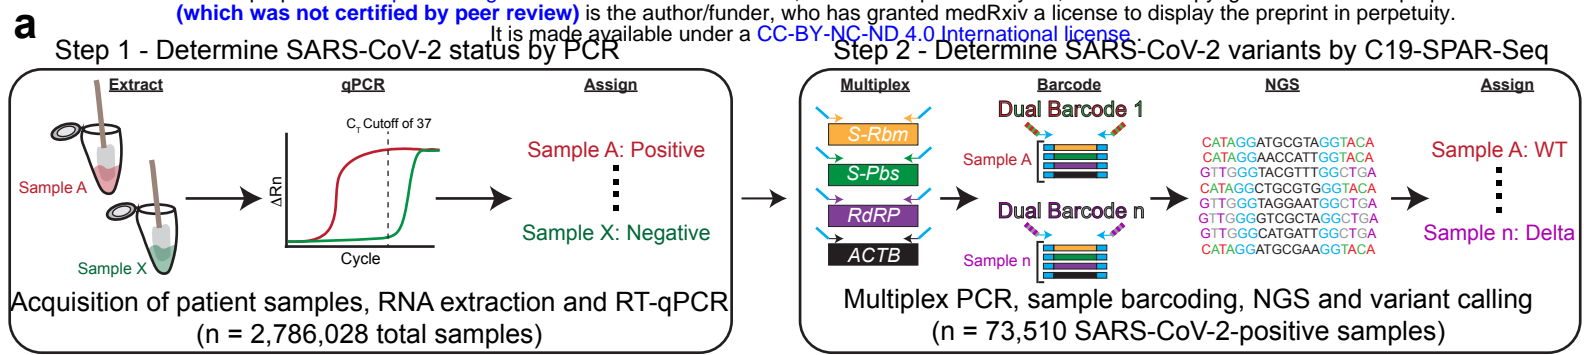 (which was not certified by peer review) is the author/funder, who has granted medRxiv a license to display the preprint in perpetuity.
It is made available under a CC-BY-NC-ND 4.0 International license .
a
Step 1 - Determine SARS-CoV-2 status by PCR
Extract
qPCR
Assign
CT Cutoff of 37
Sample A
Sample X
ΔRn
Cycle
Sample A: Positive
Sample X: Negative
Acquisition of patient samples, RNA extraction and RT-qPCR
(n = 2,786,028 total samples)
Step 2 - Determine SARS-CoV-2 variants by C19-SPAR-Seq
Multiplex
Barcode
NGS
Assign
S-Rbm
S-Pbs
RdRP
ACTB
Dual Barcode 1
Sample A
Dual Barcode n
Sample n
CATAGGATGCGTAGGTACA
CATAGGAACCATTGGTACA
GTTGGGTACGTTTGGCTGA
CATAGGCTGCGTGGGTACA
GTTGGGTAGGAATGGCTGA
GTTGGGGTCGCTAGGCTGA
GTTGGGCATGATTGGCTGA
CATAGGATGCGAAGGTACA
Sample A: WT
Sample n: Delta
Multiplex PCR, sample barcoding, NGS and variant calling
(n = 73,510 SARS-CoV-2-positive samples)